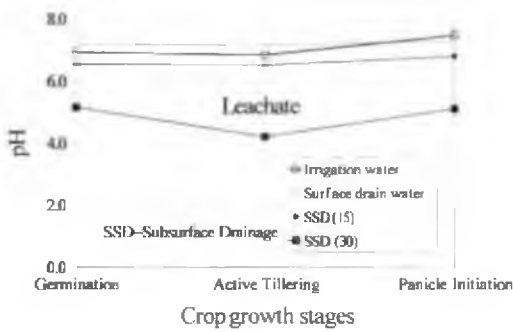 8.0
6.0
4.0
2.0
0.0
pH
Leachate
Irrigation water
Surface drain water
SSD (15)
SSD (30)
SSD–Subsurface Drainage
Germination Active Tillering Panicle Initiation
Crop growth stages